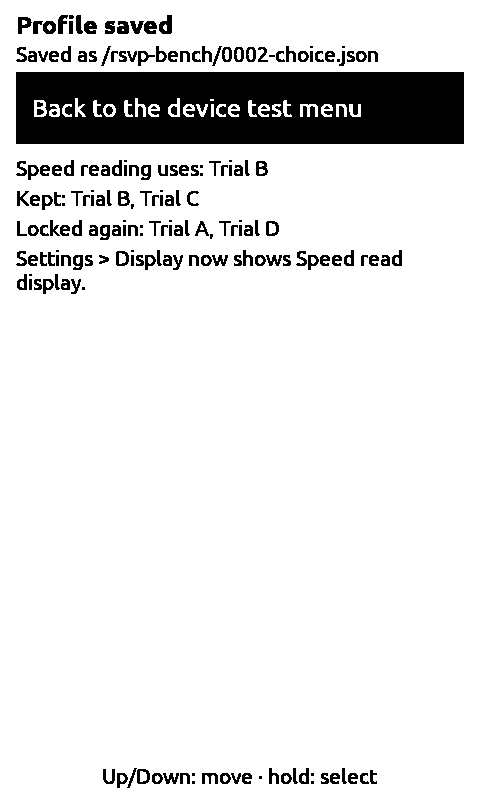 Profile saved
Saved as /rsvp-bench/0002-choice.json
Back to the device test menu
Speed reading uses: Trial B
Kept: Trial B, Trial C
Locked again: Trial A, Trial D
Settings > Display now shows Speed read
display.
Up/Down: move · hold: select